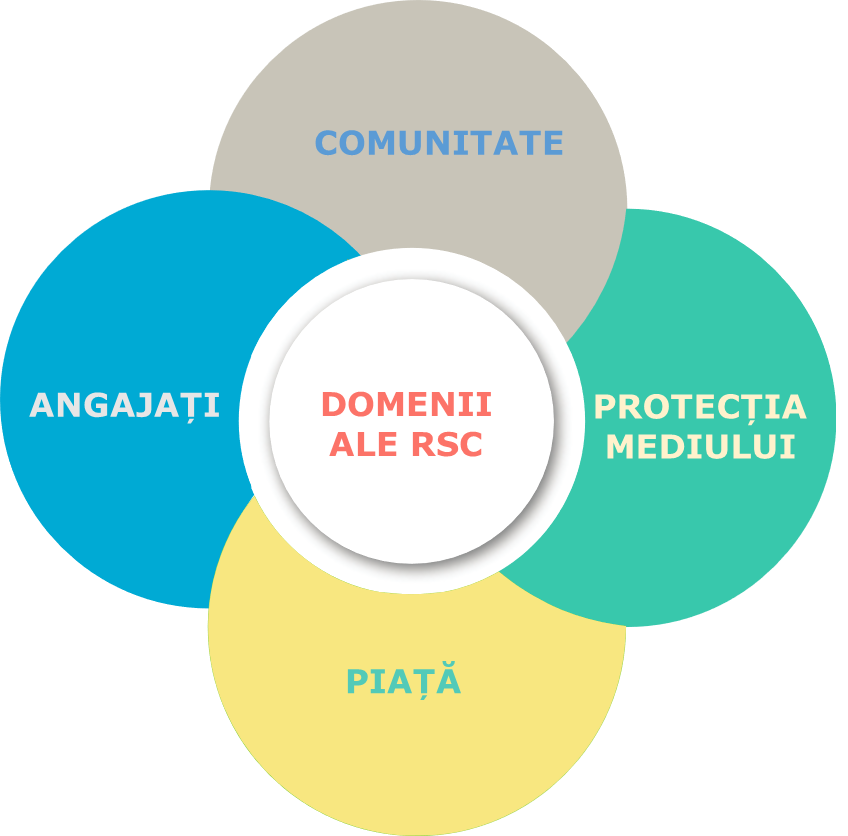 COMUNITATE
ANGAJAȚI
DOMENII
ALE RSC
PROTECȚIA
MEDIULUI
PIAȚĂ